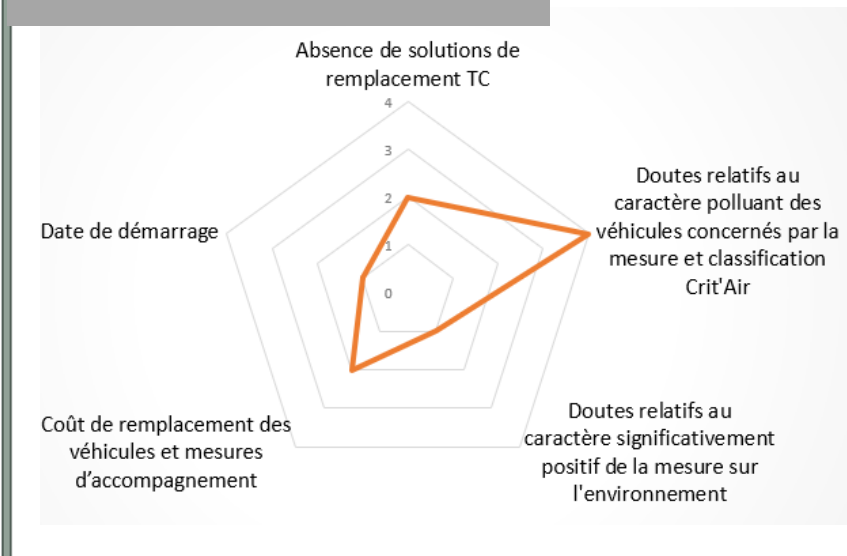 Absence de solutions de
remplacement TC
4
3
2
1
0
Doutes relatifs au
caractère polluant des
véhicules concernés par la
mesure et classification
Crit'Air
Date de démarrage
Coût de remplacement des
véhicules et mesures
d’accompagnement
Doutes relatifs au
caractère significativement
positif de la mesure sur
l'environnement